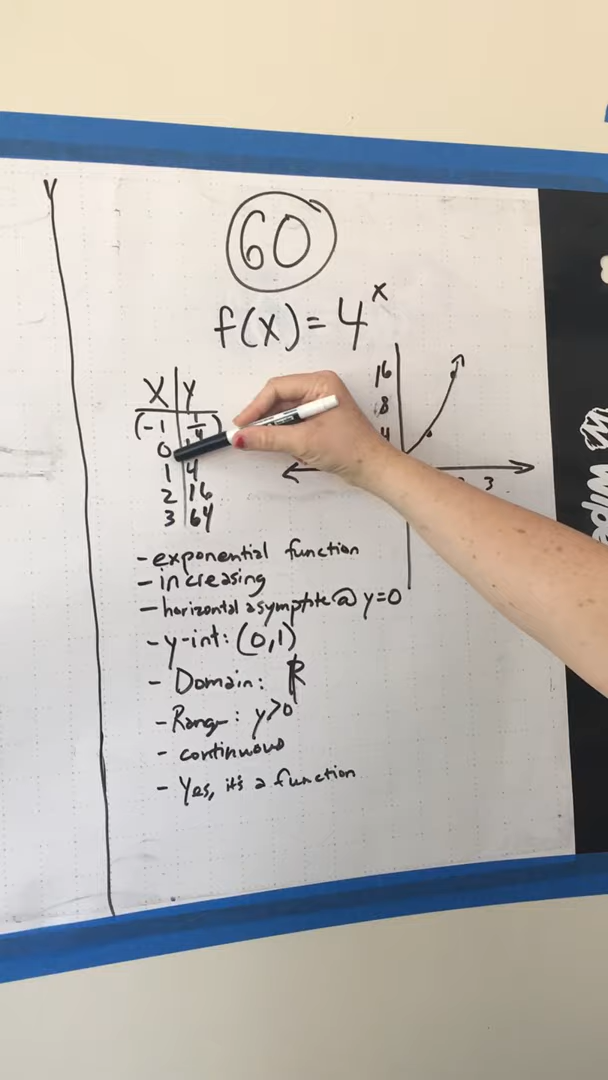 60
f(x) = 4^x
X Y
(-1 1/4)
0 1
1 4
2 16
3 64
16
8
4
3
- exponential function
- increasing
- horizontal asymptote @ y=0
- y-int: (0,1)
- Domain: ℝ
- Range: y>0
- continuous
- Yes, it's a function
Wipe